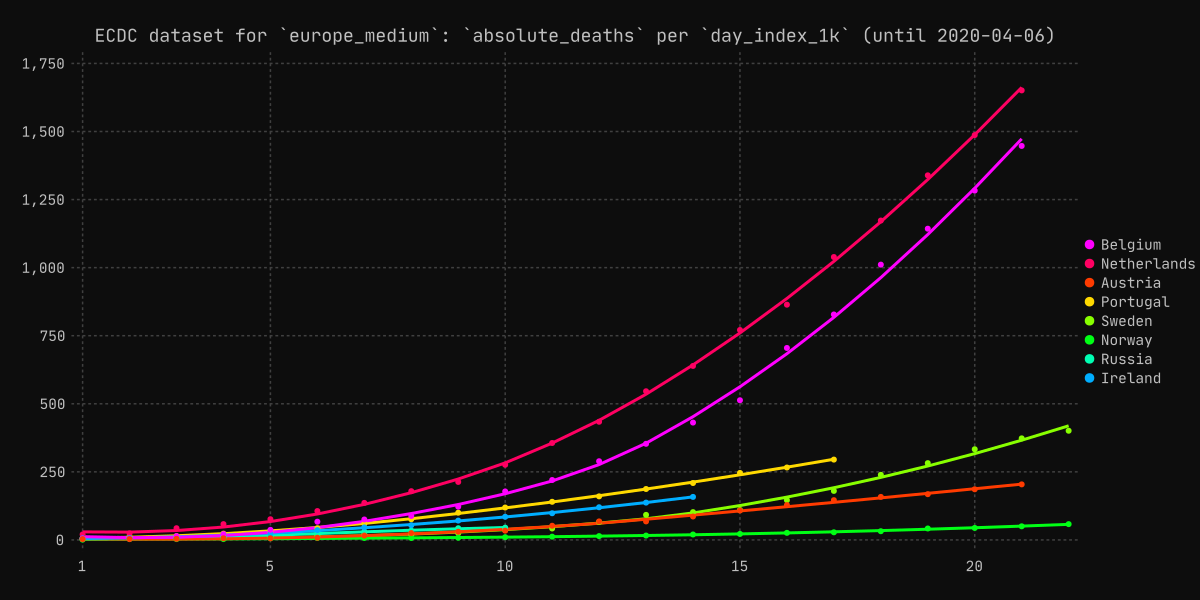 ECDC dataset for `europe_medium`: `absolute_deaths` per `day_index_1k` (until 2020-04-06)
1,750
1,500
1,250
1,000
750
500
250
0
1 5 10 15 20
Belgium
Netherlands
Austria
Portugal
Sweden
Norway
Russia
Ireland